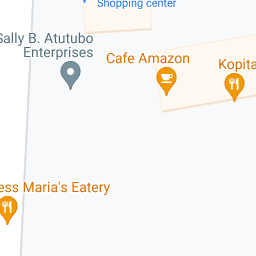 Shopping center
Sally B. Atutubo
Enterprises
Cafe Amazon
Kopita
ess Maria's Eatery